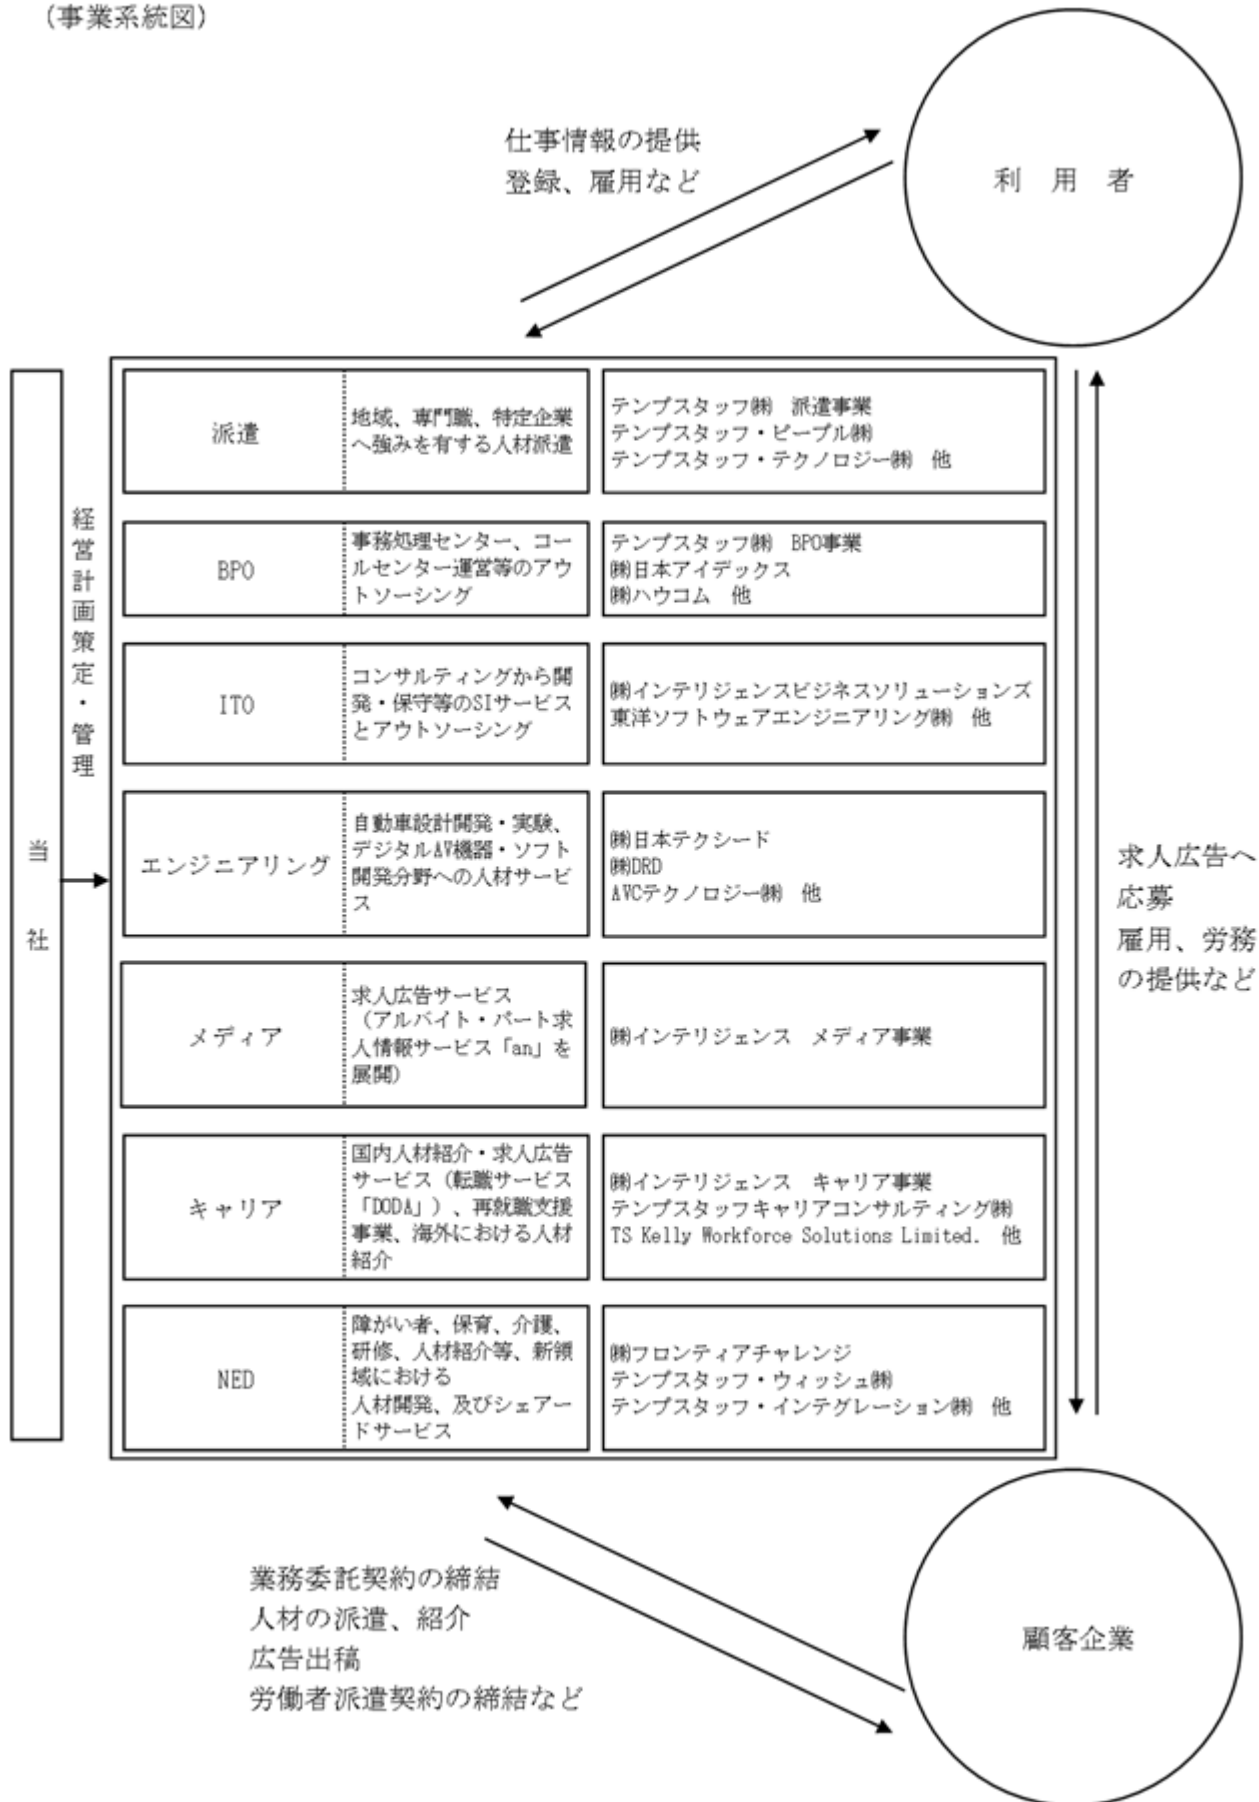 （事業系統図）
仕事情報の提供
登録、雇用など
利　用　者
当　社
経営計画策定・管理
派遣
地域、専門職、特定企業
へ強みを有する人材派遣
テンプスタッフ㈱　派遣事業
テンプスタッフ・ピープル㈱
テンプスタッフ・テクノロジー㈱　他
BPO
事務処理センター、コー
ルセンター運営等のアウ
トソーシング
テンプスタッフ㈱　BPO事業
㈱日本アイデックス
㈱ハウコム　他
ITO
コンサルティングから開
発・保守等のSIサービス
とアウトソーシング
㈱インテリジェンスビジネスソリューションズ
東洋ソフトウェアエンジニアリング㈱　他
エンジニアリング
自動車設計開発・実験、
デジタルAV機器・ソフト
開発分野への人材サービ
ス
㈱日本テクシード
㈱DRD
AVCテクノロジー㈱　他
メディア
求人広告サービス
（アルバイト・パート求
人情報サービス「an」を
展開）
㈱インテリジェンス　メディア事業
キャリア
国内人材紹介・求人広告
サービス（転職サービス
「DODA」）、再就職支援
事業、海外における人材
紹介
㈱インテリジェンス　キャリア事業
テンプスタッフキャリアコンサルティング㈱
TS Kelly Workforce Solutions Limited.　他
NED
障がい者、保育、介護、
研修、人材紹介等、新領
域における
人材開発、及びシェアー
ドサービス
㈱フロンティアチャレンジ
テンプスタッフ・ウィッシュ㈱
テンプスタッフ・インテグレーション㈱　他
求人広告へ
応募
雇用、労務
の提供など
業務委託契約の締結
人材の派遣、紹介
広告出稿
労働者派遣契約の締結など
顧客企業